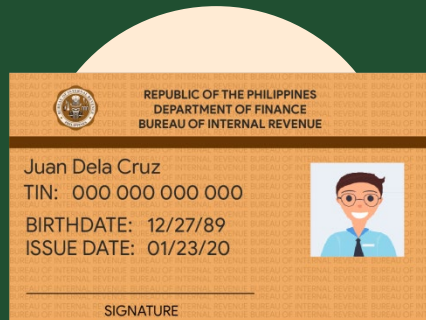 REPUBLIC OF THE PHILIPPINES
DEPARTMENT OF FINANCE
BUREAU OF INTERNAL REVENUE
Juan Dela Cruz
TIN: 000 000 000 000
BIRTHDATE: 12/27/89
ISSUE DATE: 01/23/20
SIGNATURE